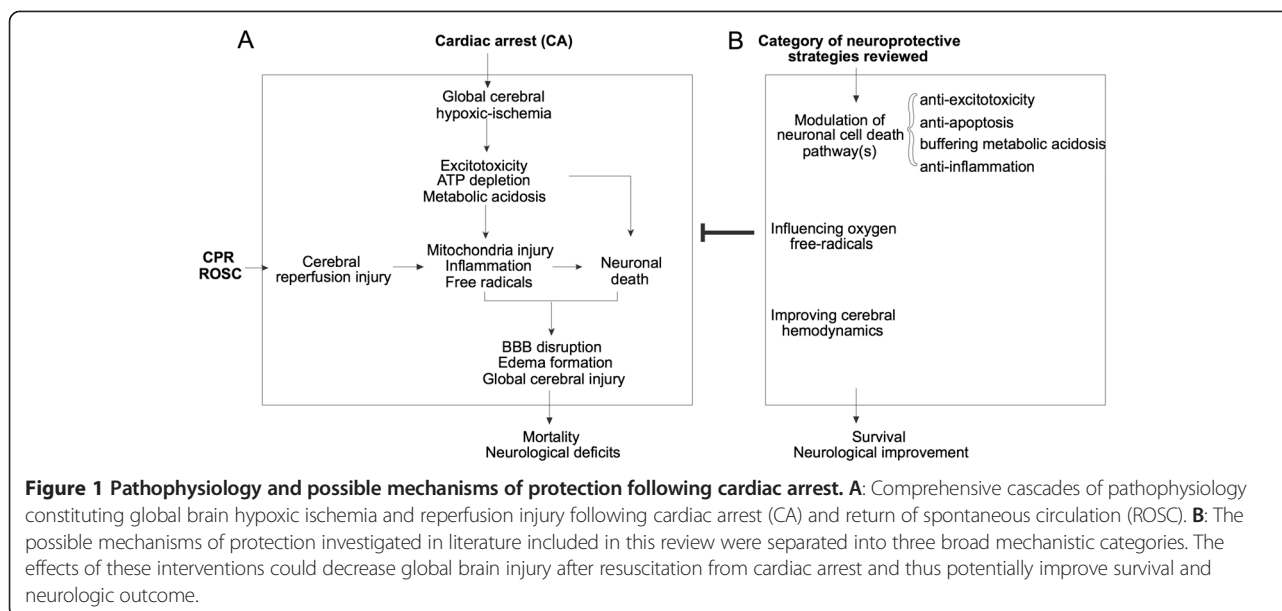 A
Cardiac arrest (CA)
Global cerebral
hypoxic-ischemia
Excitotoxicity
ATP depletion
Metabolic acidosis
CPR
ROSC
Cerebral
reperfusion injury
Mitochondria injury
Inflammation
Free radicals
Neuronal
death
BBB disruption
Edema formation
Global cerebral injury
Mortality
Neurological deficits
B
Category of neuroprotective
strategies reviewed
Modulation of
neuronal cell death
pathway(s)
anti-excitotoxicity
anti-apoptosis
buffering metabolic acidosis
anti-inflammation
Influencing oxygen
free-radicals
Improving cerebral
hemodynamics
Survival
Neurological improvement
Figure 1 Pathophysiology and possible mechanisms of protection following cardiac arrest. A: Comprehensive cascades of pathophysiology
constituting global brain hypoxic ischemia and reperfusion injury following cardiac arrest (CA) and return of spontaneous circulation (ROSC). B: The
possible mechanisms of protection investigated in literature included in this review were separated into three broad mechanistic categories. The
effects of these interventions could decrease global brain injury after resuscitation from cardiac arrest and thus potentially improve survival and
neurologic outcome.